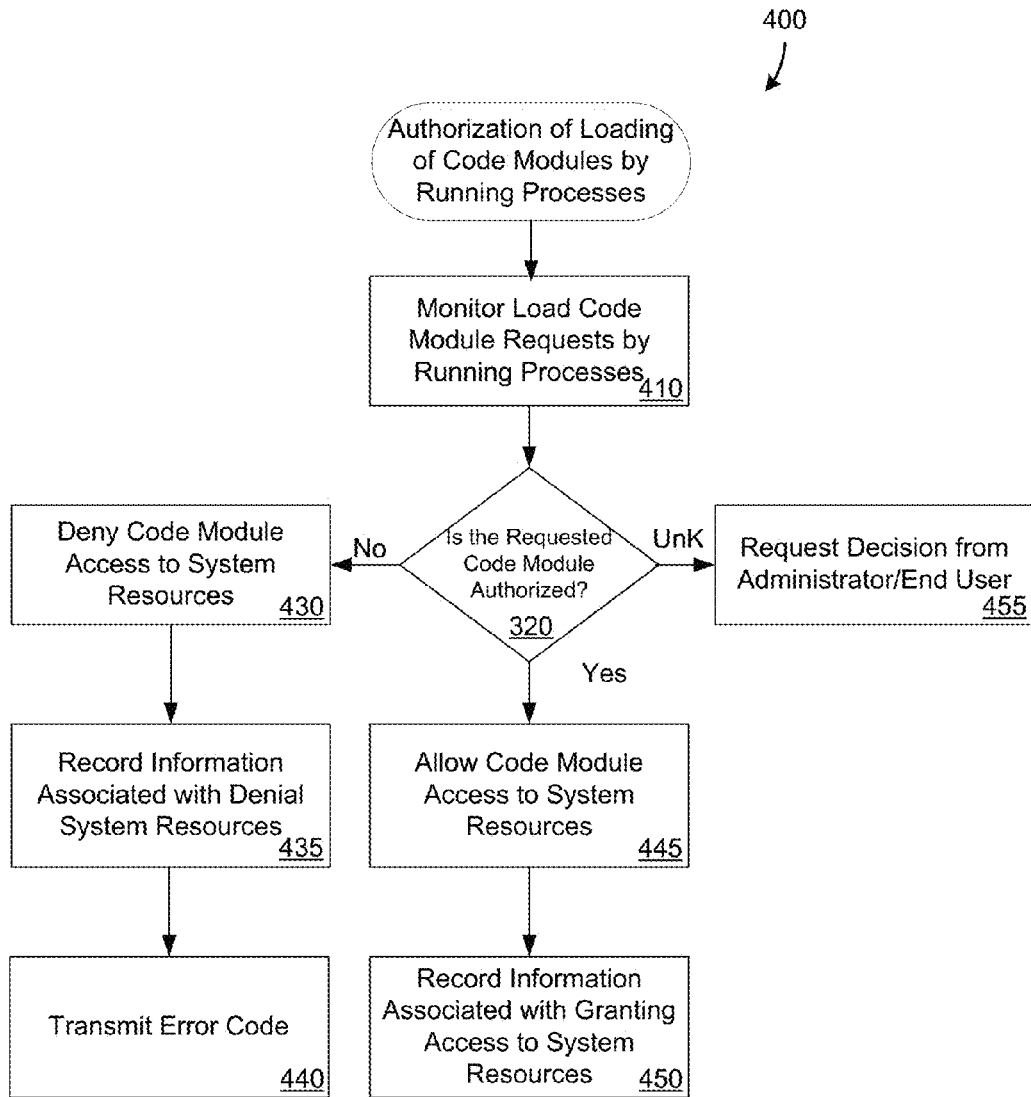 400
Authorization of Loading
of Code Modules by
Running Processes
Monitor Load Code
Module Requests by
Running Processes
410
Is the Requested
Code Module
Authorized?
320
No
UnK
Yes
Deny Code Module
Access to System
Resources
430
Request Decision from
Administrator/End User
455
Record Information
Associated with Denial
System Resources
435
Allow Code Module
Access to System
Resources
445
Transmit Error Code
440
Record Information
Associated with Granting
Access to System
Resources
450